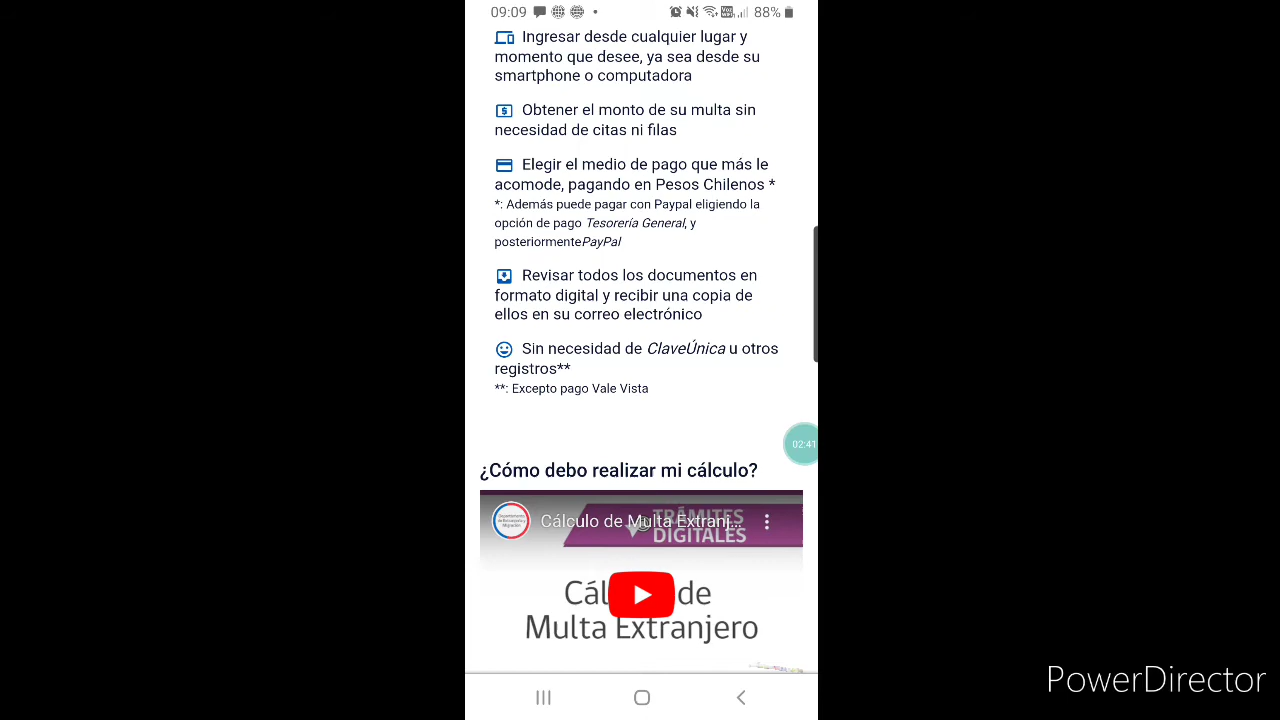 09:09
88%
Ingresar desde cualquier lugar y
momento que desee, ya sea desde su
smartphone o computadora
Obtener el monto de su multa sin
necesidad de citas ni filas
Elegir el medio de pago que más le
acomode, pagando en Pesos Chilenos *
*: Además puede pagar con Paypal eligiendo la
opción de pago Tesorería General, y
posteriormentePayPal
Revisar todos los documentos en
formato digital y recibir una copia de
ellos en su correo electrónico
Sin necesidad de ClaveÚnica u otros
registros**
**: Excepto pago Vale Vista
02:41
¿Cómo debo realizar mi cálculo?
Cálculo de Multa Extranj...
TRÁMITES
DIGITALES
de
Multa Extranjero
PowerDirector